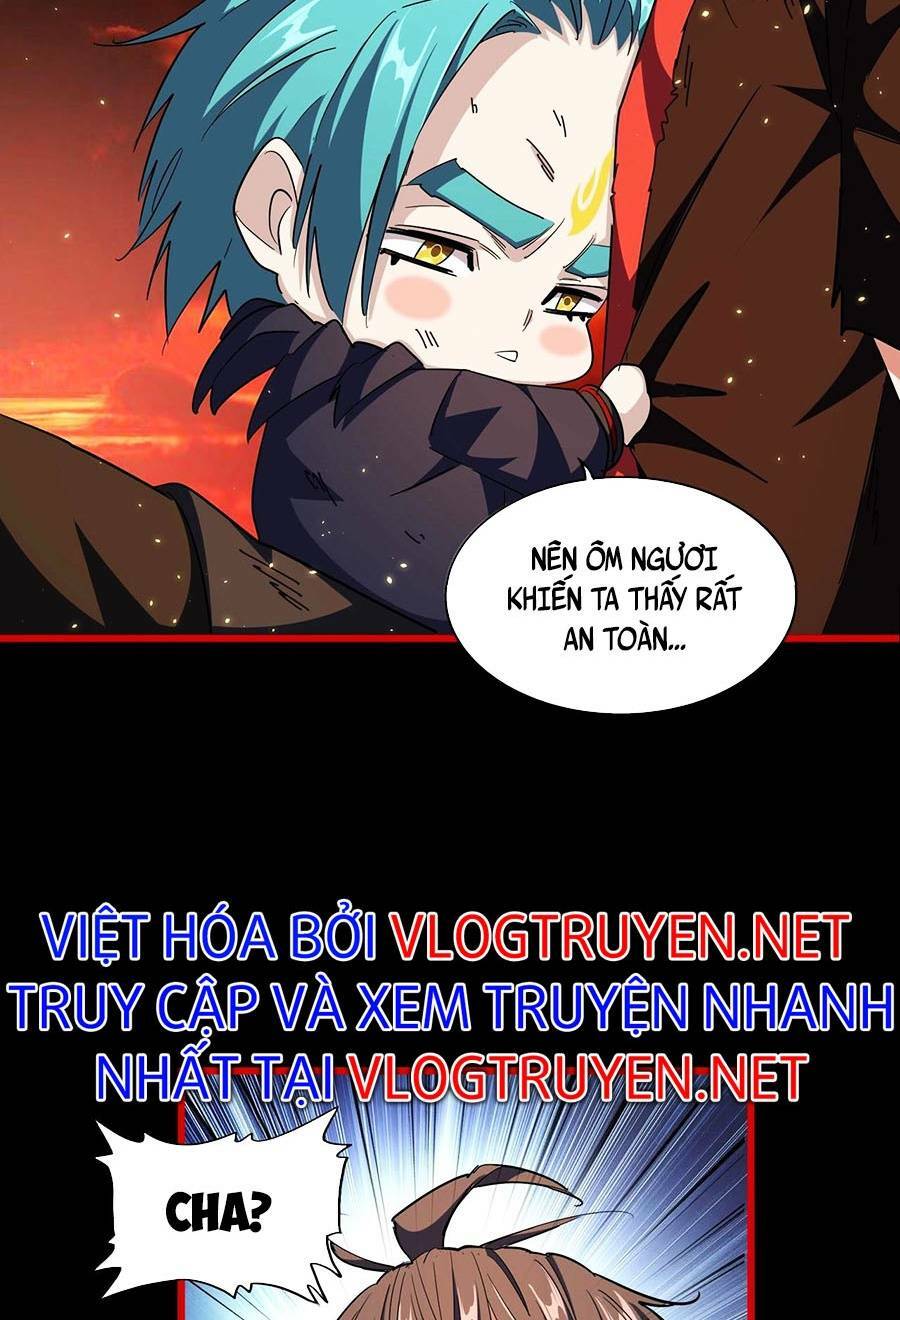 NÊN ÔM NGƯƠI
KHIẾN TA THẤY RẤT
AN TOÀN...
VIỆT HÓA BỞI VLOGTRUYEN.NET
TRUY CẬP VÀ XEM TRUYỆN NHANH
NHẤT TẠI VLOGTRUYEN.NET
CHA?